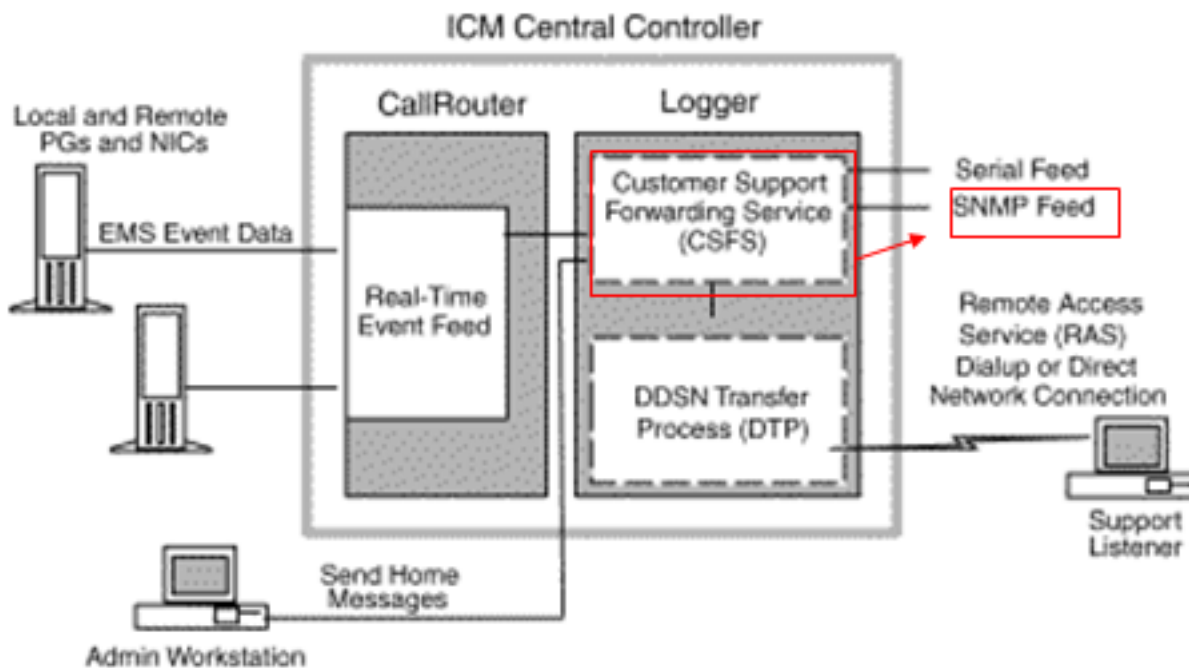 ICM Central Controller
CallRouter
Logger
Local and Remote
PGs and NICs
EMS Event Data
Real-Time
Event Feed
Customer Support
Forwarding Service
(CSFS)
Serial Feed
SNMP Feed
DDSN Transfer
Process (DTP)
Remote Access
Service (RAS)
Dialup or Direct
Network Connection
Support
Listener
Send Home
Messages
Admin Workstation